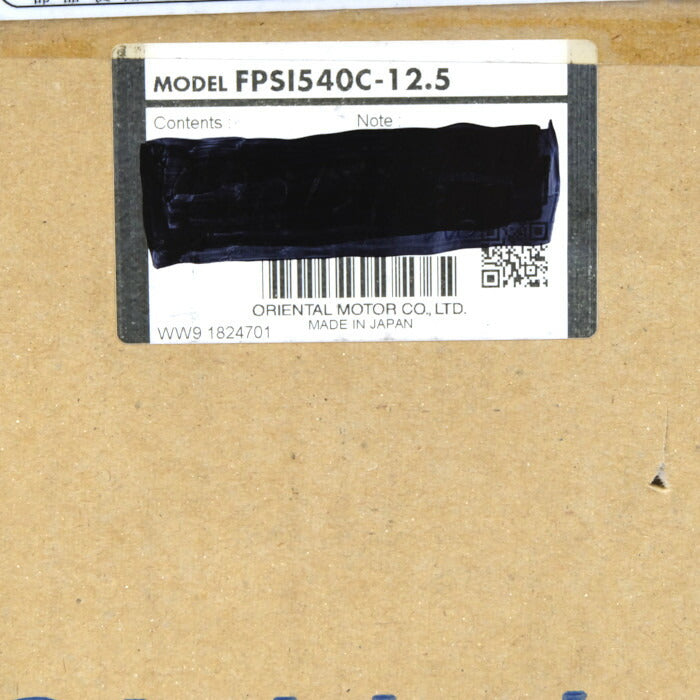 MODEL FPSI540C-12.5
Contents :
Note :
ORIENTAL MOTOR CO., LTD.
MADE IN JAPAN
WW9 1824701